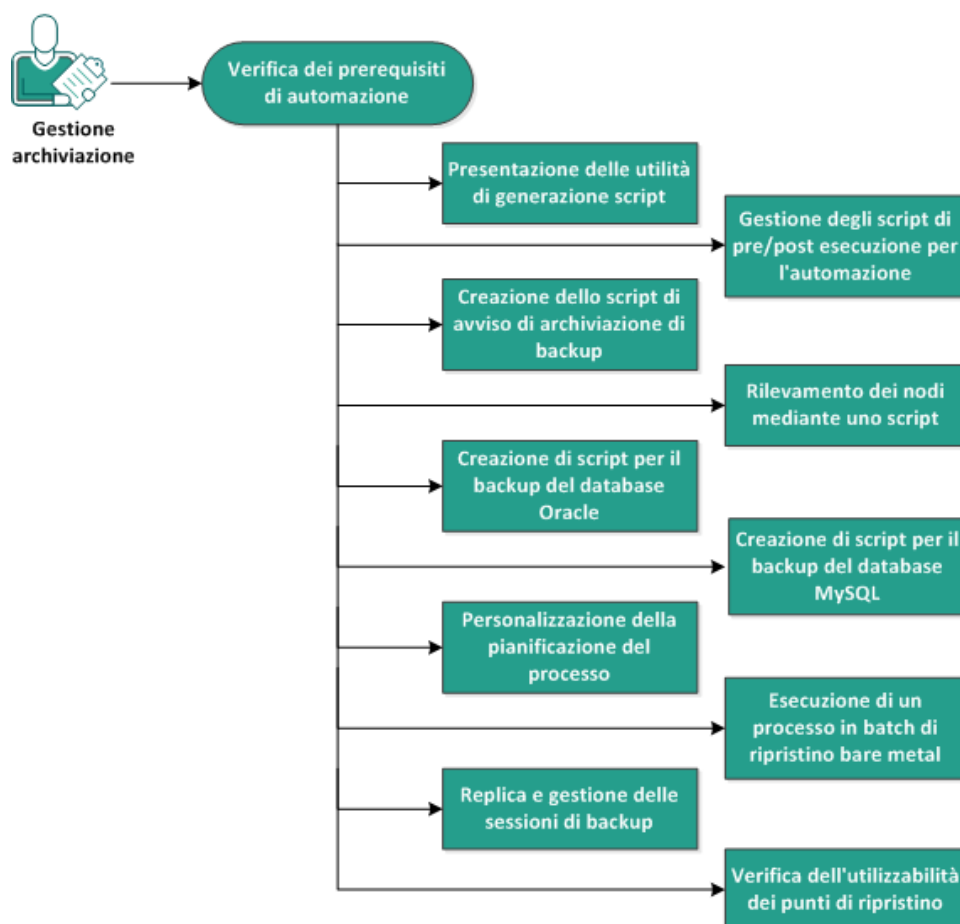 Gestione
archiviazione
Verifica dei prerequisiti
di automazione
Presentazione delle utilità
di generazione script
Gestione degli script di
pre/post esecuzione per
l'automazione
Creazione dello script di
avviso di archiviazione di
backup
Rilevamento dei nodi
mediante uno script
Creazione di script per il
backup del database
Oracle
Creazione di script per il
backup del database
MySQL
Personalizzazione della
pianificazione del
processo
Esecuzione di un
processo in batch di
ripristino bare metal
Replica e gestione delle
sessioni di backup
Verifica dell'utilizzabilità
dei punti di ripristino